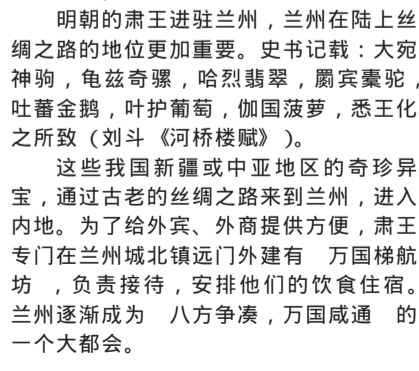 明朝的肃王进驻兰州，兰州在陆上丝
绸之路的地位更加重要。史书记载：大宛
神驹，龟兹奇骡，哈烈翡翠，罽宾橐驼，
吐蕃金鹅，叶护葡萄，伽国菠萝，悉王化
之所致（刘斗《河桥楼赋》）。
这些我国新疆或中亚地区的奇珍异
宝，通过古老的丝绸之路来到兰州，进入
内地。为了给外宾、外商提供方便，肃王
专门在兰州城北镇远门外建有　万国梯航
坊　，负责接待，安排他们的饮食住宿。
兰州逐渐成为　八方争凑，万国咸通　的
一个大都会。